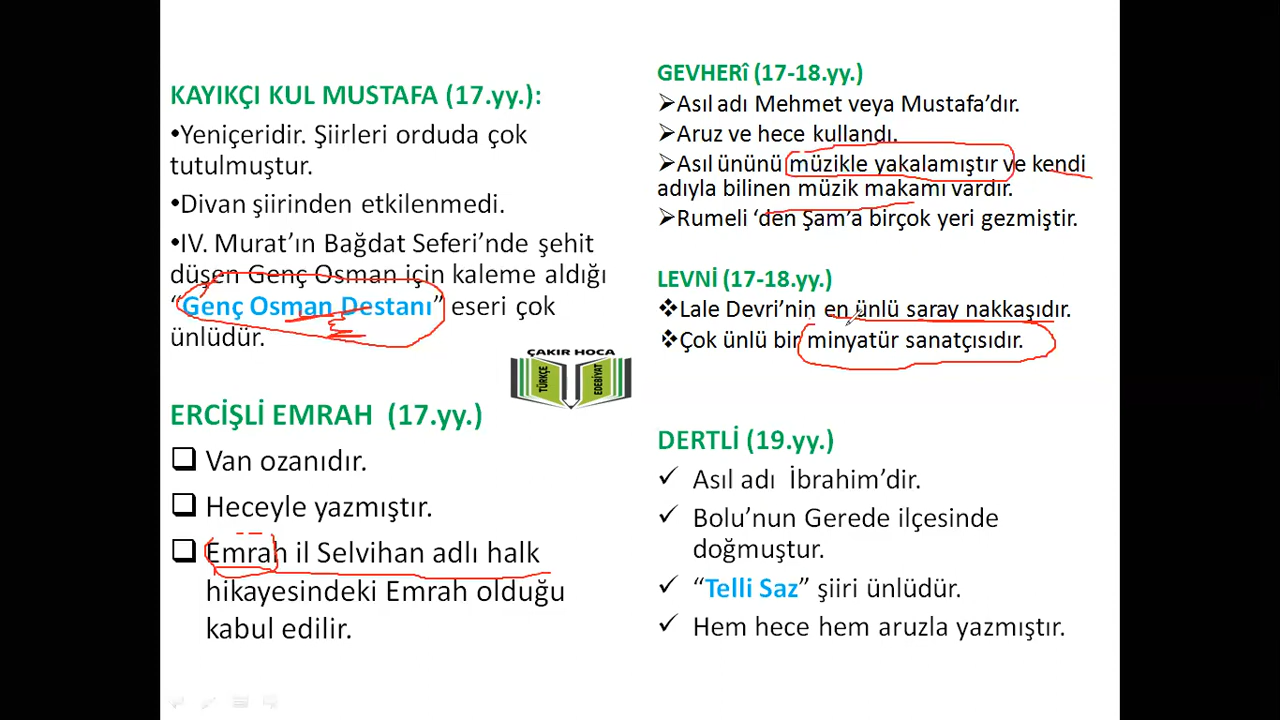 KAYIKÇI KUL MUSTAFA (17.yy.):
•Yeniçeridir. Şiirleri orduda çok
tutulmuştur.
•Divan şiirinden etkilenmedi.
•IV. Murat’ın Bağdat Seferi’nde şehit
düşen Genç Osman için kaleme aldığı
“Genç Osman Destanı” eseri çok
ünlüdür.
ERCİŞLİ EMRAH (17.yy.)
❑ Van ozanıdır.
❑ Heceyle yazmıştır.
❑ Emrah il Selvihan adlı halk
hikayesindeki Emrah olduğu
kabul edilir.
ÇAKIR HOCA
TÜRKÇE
EDEBİYAT
GEVHERî (17-18.yy.)
➢Asıl adı Mehmet veya Mustafa’dır.
➢Aruz ve hece kullandı.
➢Asıl ününü müzikle yakalamıştır ve kendi
adıyla bilinen müzik makamı vardır.
➢Rumeli ‘den Şam’a birçok yeri gezmiştir.
LEVNİ (17-18.yy.)
❖Lale Devri’nin en ünlü saray nakkaşıdır.
❖Çok ünlü bir minyatür sanatçısıdır.
DERTLİ (19.yy.)
✓ Asıl adı İbrahim’dir.
✓ Bolu’nun Gerede ilçesinde
doğmuştur.
✓ “Telli Saz” şiiri ünlüdür.
✓ Hem hece hem aruzla yazmıştır.